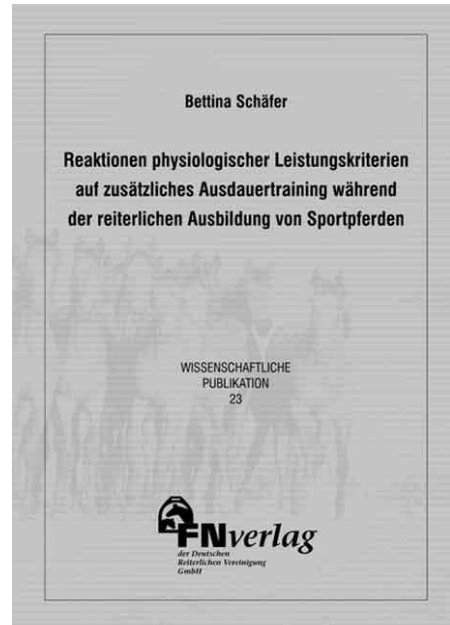 Bettina Schäfer
Reaktionen physiologischer Leistungskriterien
auf zusätzliches Ausdauertraining während
der reiterlichen Ausbildung von Sportpferden
WISSENSCHAFTLICHE
PUBLIKATION
23
FNverlag
der Deutschen
Reiterlichen Vereinigung
GmbH